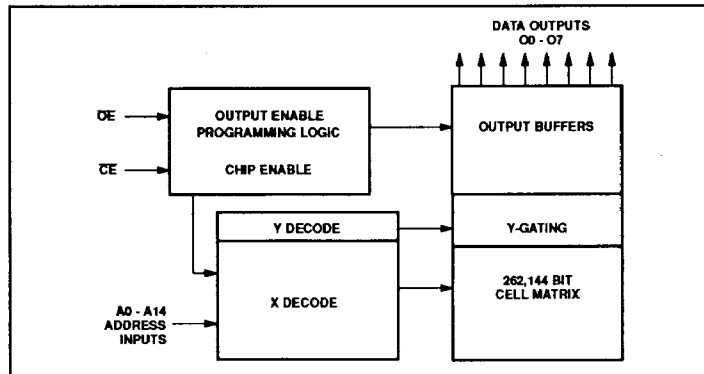 DATA OUTPUTS
O0 - O7
OE
OUTPUT ENABLE
PROGRAMMING LOGIC
OUTPUT BUFFERS
CE
CHIP ENABLE
Y DECODE
Y-GATING
X DECODE
262,144 BIT
CELL MATRIX
A0 - A14
ADDRESS
INPUTS